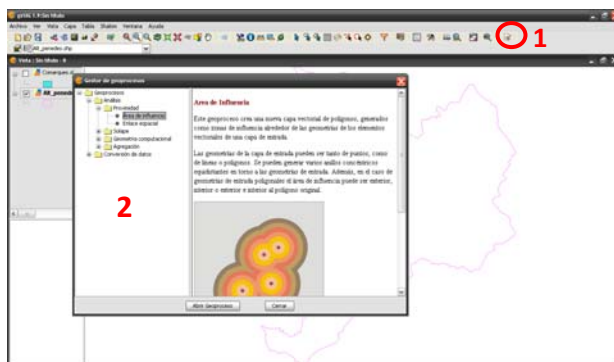 gvSIG 1.9:Sin título
Archivo Ver Vista Capa Tabla Shalom Ventana Ayuda
AR_penedes.shp
Vista : Sin título - 0
Comarques.d
AR_penedes
1
Gestor de geoprocesos
Geoprocesos
Análisis
Proximidad
Área de influencia
Enlace espacial
Solape
Geometría computacional
Agregación
Conversión de datos
2
Area de Influencia
Este geoproceso crea una nueva capa vectorial de polígonos, generados
como zonas de influencia alrededor de las geometrías de los elementos
vectoriales de una capa de entrada.
Las geometrías de la capa de entrada pueden ser tanto de puntos, como
de líneas o polígonos. Se pueden generar varios anillos concéntricos
equidistantes en torno a las geometrías de entrada. Además, en el caso de
geometrías de entrada poligonales el área de influencia puede ser exterior,
interior o exterior e interior al polígono original.
Abrir Geoproceso
Cerrar